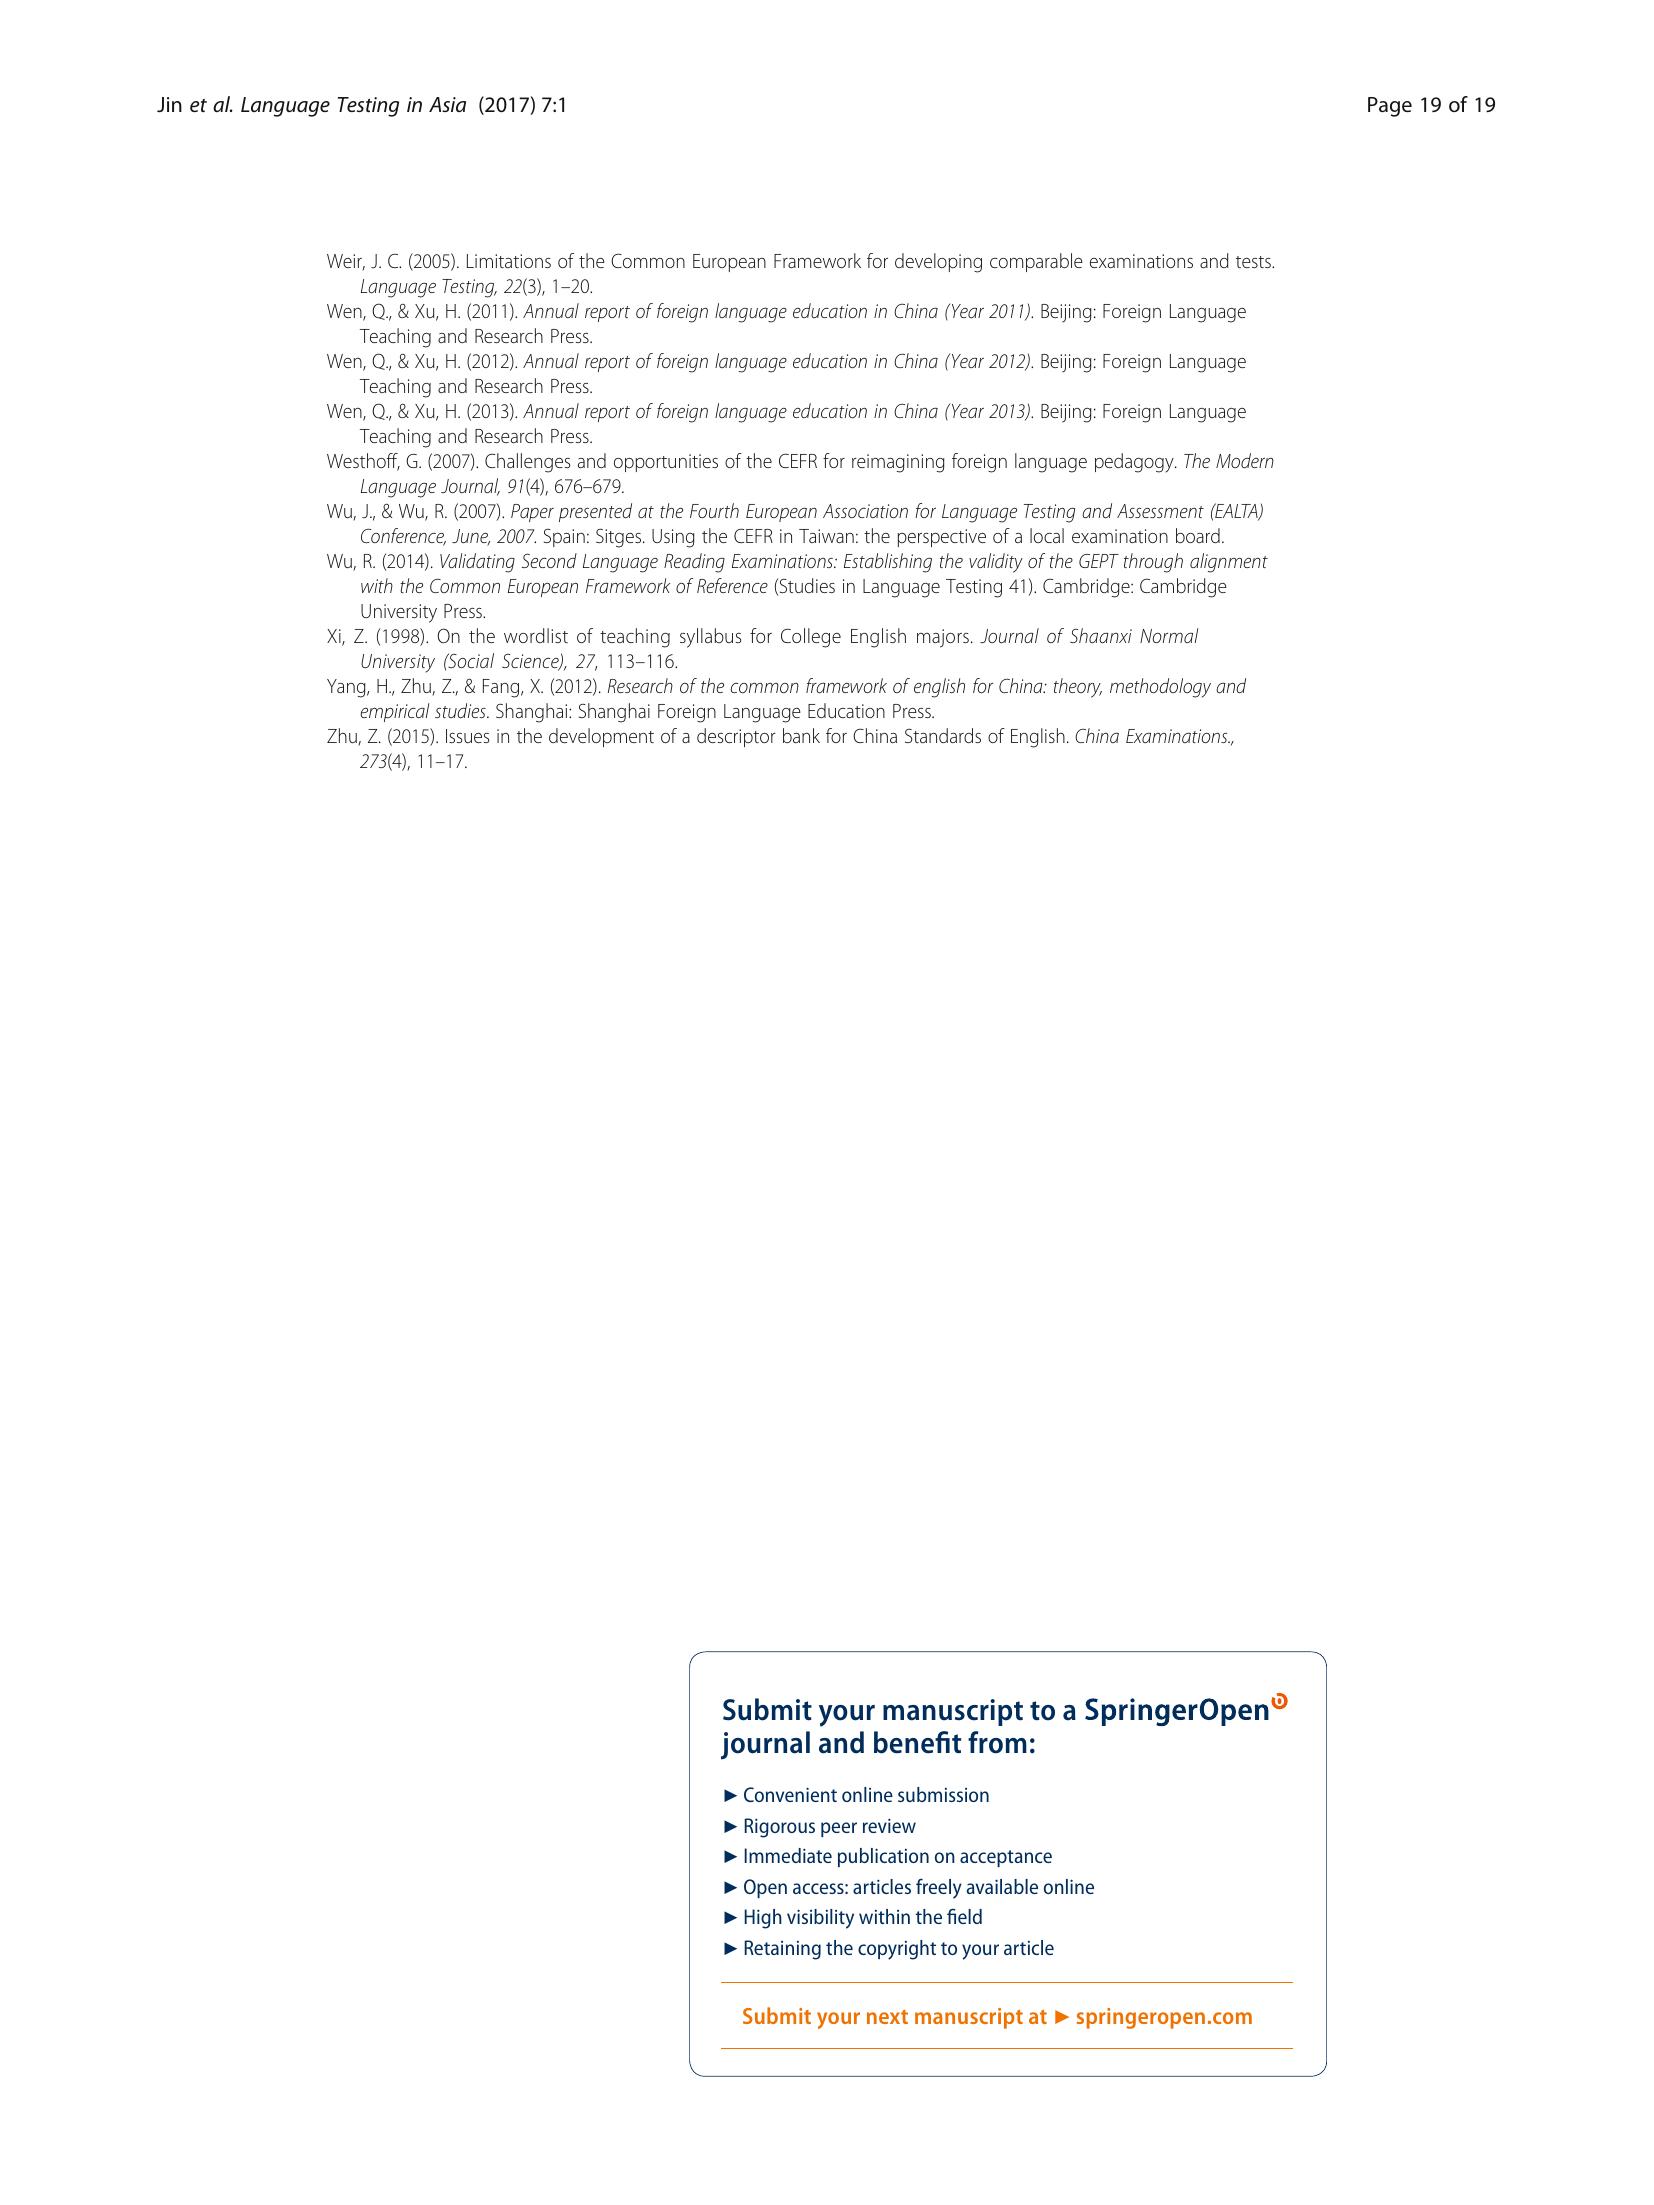 Jin et al. Language Testing in Asia (2017) 7:1
Page 19 of 19
Weir, J. C. (2005). Limitations of the Common European Framework for developing comparable examinations and tests.
Language Testing, 22(3), 1–20.
Wen, Q., & Xu, H. (2011). Annual report of foreign language education in China (Year 2011). Beijing: Foreign Language
Teaching and Research Press.
Wen, Q., & Xu, H. (2012). Annual report of foreign language education in China (Year 2012). Beijing: Foreign Language
Teaching and Research Press.
Wen, Q., & Xu, H. (2013). Annual report of foreign language education in China (Year 2013). Beijing: Foreign Language
Teaching and Research Press.
Westhoff, G. (2007). Challenges and opportunities of the CEFR for reimagining foreign language pedagogy. The Modern
Language Journal, 91(4), 676–679.
Wu, J., & Wu, R. (2007). Paper presented at the Fourth European Association for Language Testing and Assessment (EALTA)
Conference, June, 2007. Spain: Sitges. Using the CEFR in Taiwan: the perspective of a local examination board.
Wu, R. (2014). Validating Second Language Reading Examinations: Establishing the validity of the GEPT through alignment
with the Common European Framework of Reference (Studies in Language Testing 41). Cambridge: Cambridge
University Press.
Xi, Z. (1998). On the wordlist of teaching syllabus for College English majors. Journal of Shaanxi Normal
University (Social Science), 27, 113–116.
Yang, H., Zhu, Z., & Fang, X. (2012). Research of the common framework of english for China: theory, methodology and
empirical studies. Shanghai: Shanghai Foreign Language Education Press.
Zhu, Z. (2015). Issues in the development of a descriptor bank for China Standards of English. China Examinations.,
273(4), 11–17.
Submit your manuscript to a SpringerOpen
journal and benefit from:
► Convenient online submission
► Rigorous peer review
► Immediate publication on acceptance
► Open access: articles freely available online
► High visibility within the field
► Retaining the copyright to your article
Submit your next manuscript at ► springeropen.com